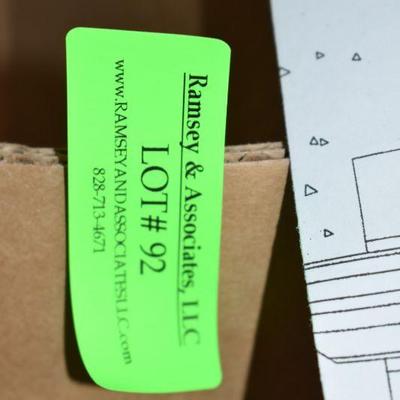 Ramsey & Associates, LLC
LOT# 92
www.RAMSEYANDASSOCIATESLLC.com
828-713-4671